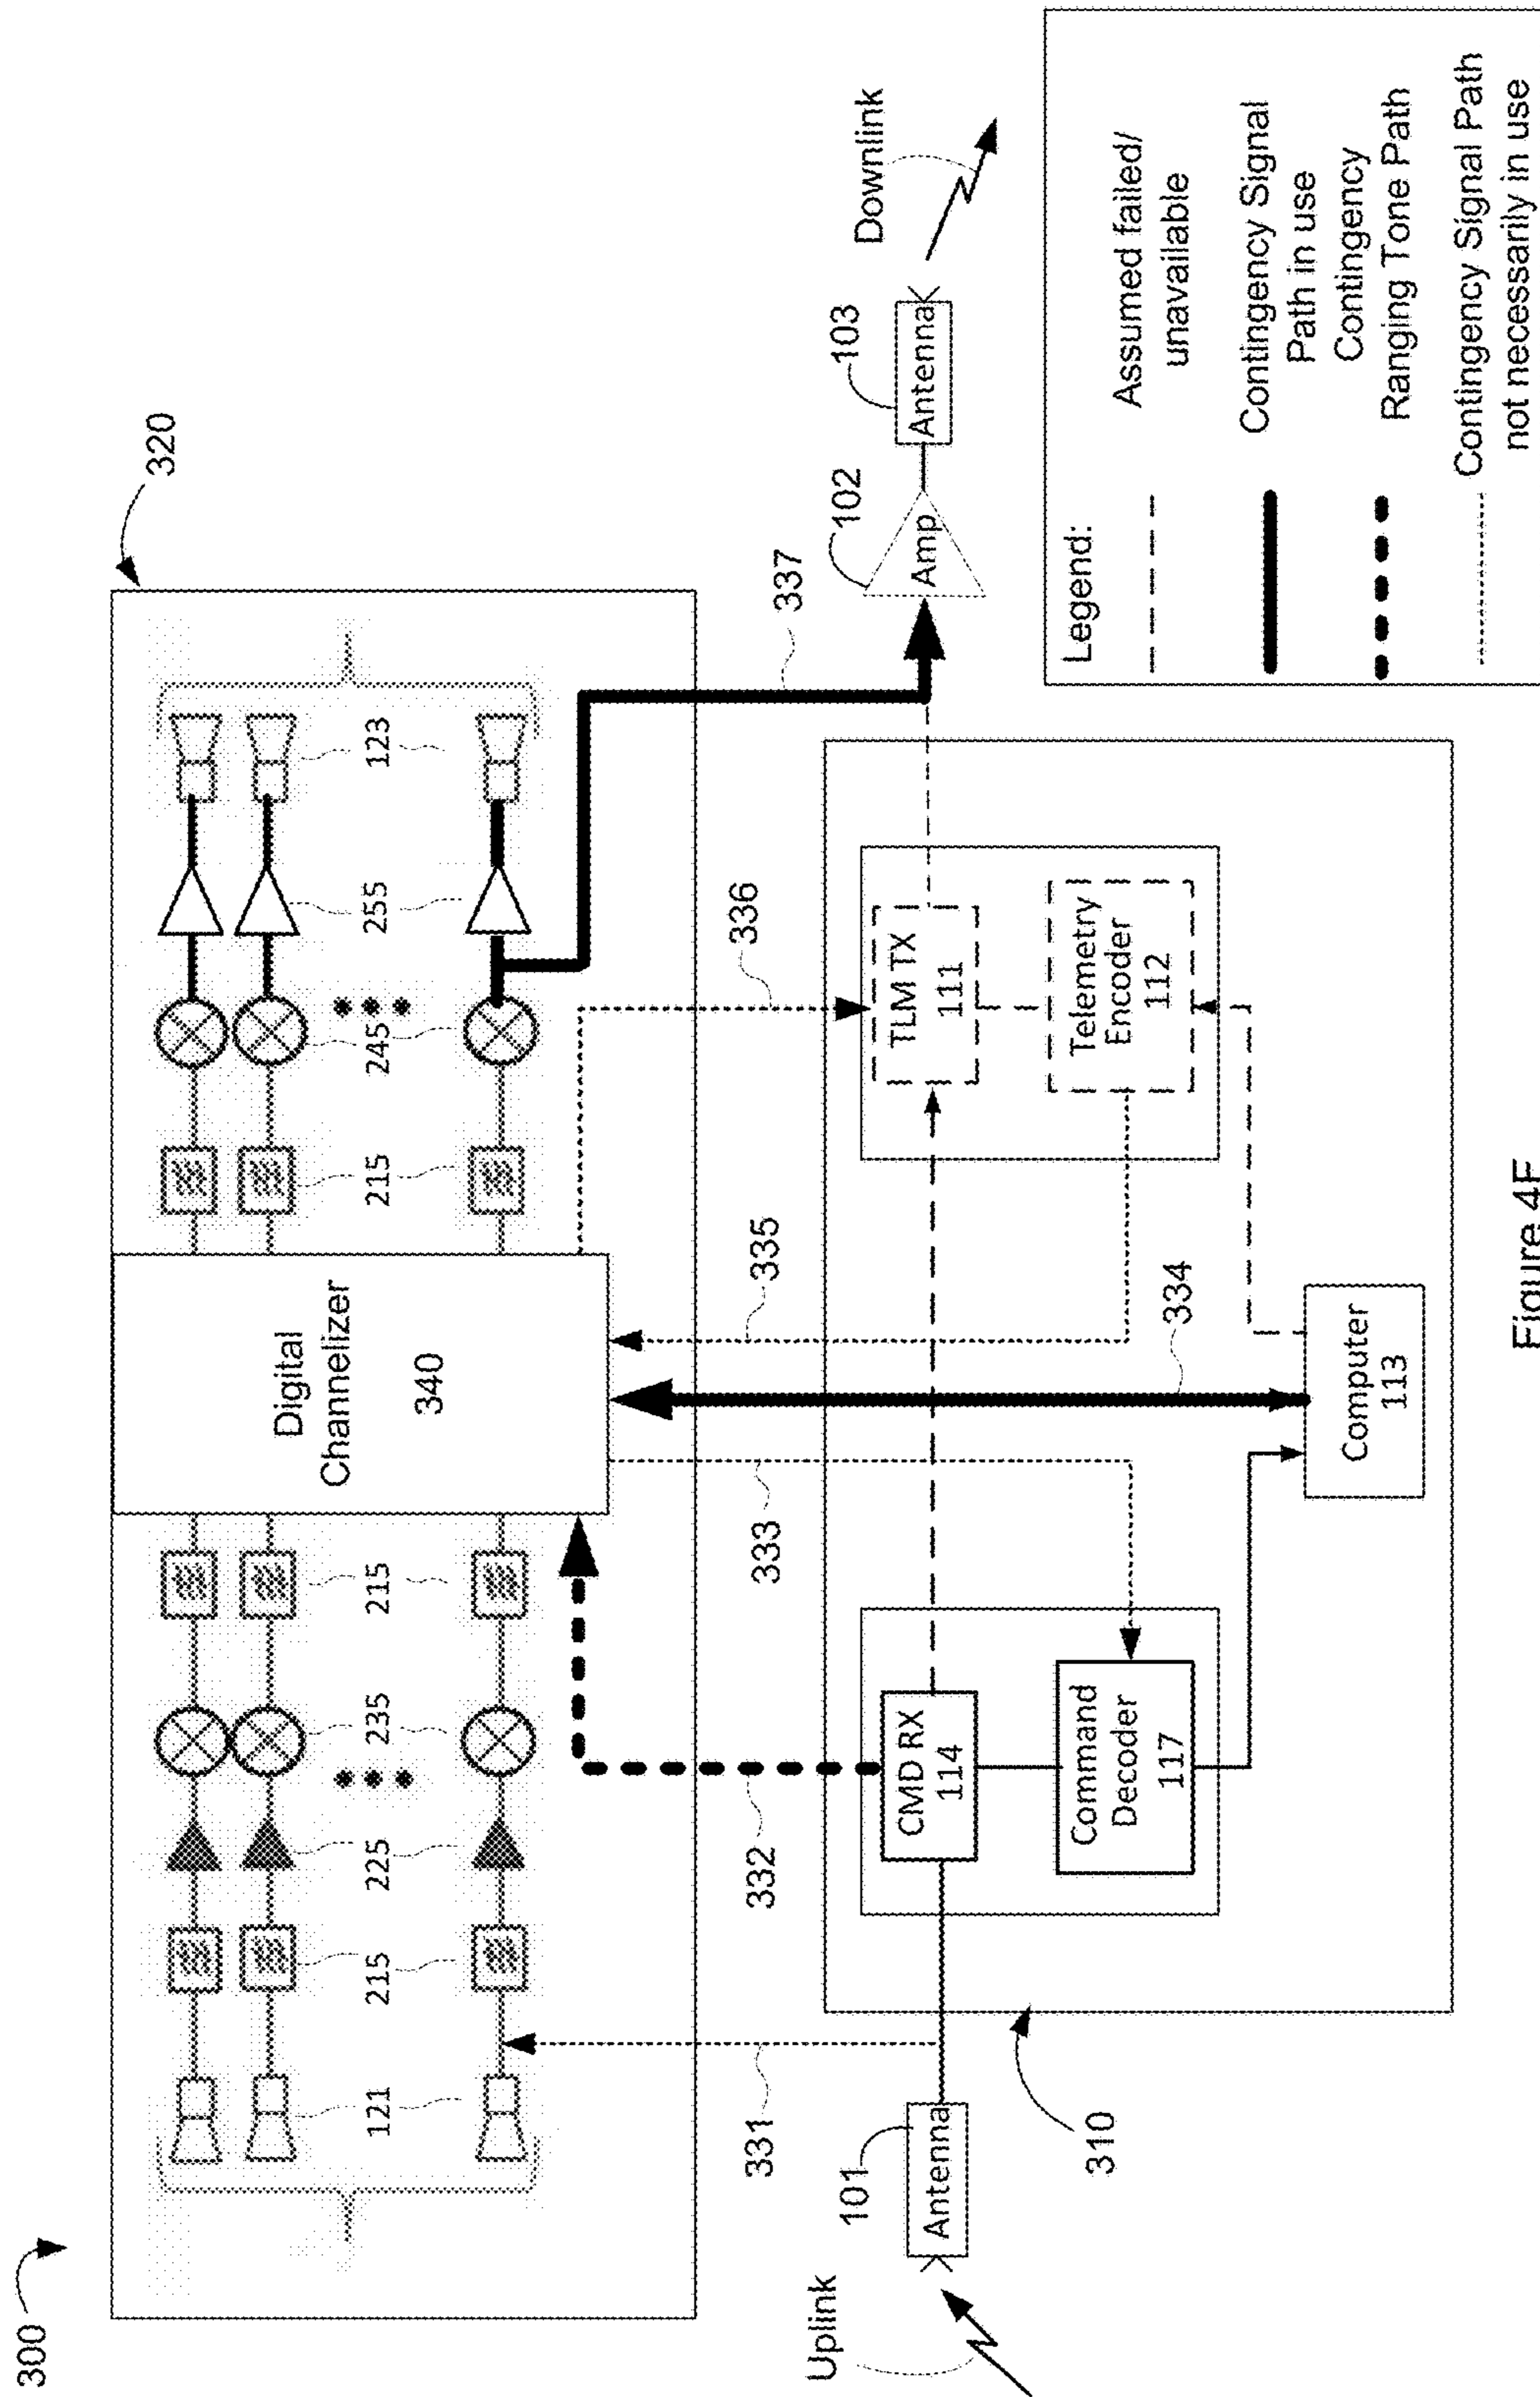 300
320
121
215
225
235
215
Digital
Channelizer
340
215
245
255
123
331
332
333
335
334
336
337
Uplink
101
Antenna
310
CMD RX
114
Command
Decoder
117
Computer
113
TLM TX
111
Telemetry
Encoder
112
102
Amp
103
Antenna
Downlink
Legend:
Assumed failed/
unavailable
Contingency Signal
Path in use
Contingency
Ranging Tone Path
Contingency Signal Path
not necessarily in use